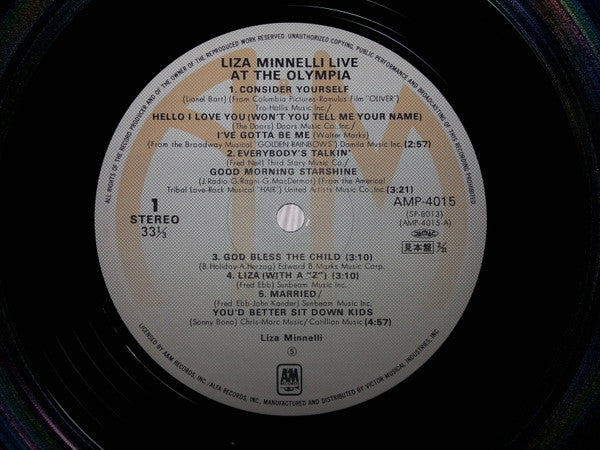 ALL RIGHTS OF THE RECORD PRODUCER AND OF THE OWNER OF THE REPRODUCED WORK RESERVED. UNAUTHORIZED COPYING, PUBLIC PERFORMANCE AND BROADCASTING OF THIS RECORD PROHIBITED.
LIZA MINNELLI LIVE
AT THE OLYMPIA
1. CONSIDER YOURSELF
(Lionel Bart) (From Columbia Pictures-Romulus Film "OLIVER")
Tro-Hallis Music Inc./
HELLO I LOVE YOU (WON'T YOU TELL ME YOUR NAME)
(The Doors) Doors Music Co.Inc./
I'VE GOTTA BE ME (Walter Marks)
(From the Broadway Musical "GOLDEN RAINBOWS") Damila Music Inc. (2:57)
2. EVERYBODY'S TALKIN'
(Fred Neil) Third Story Music Co./
GOOD MORNING STARSHINE
(J.Radio-G.Ragni-G.MacDermot) (From the Americal
Tribal Love-Rock Musical "HAIR") United Artists Music Co.Inc. (3:21)
1
STEREO
33⅓
AMP-4015
(SP-8013)
(AMP-4015-A)
JASRAC
見本盤
3. GOD BLESS THE CHILD (3:10)
(B.Holiday-A.Herzog) Edward B.Marks Music Corp.
4. LIZA (WITH A "Z") (3:10)
(Fred Ebb) Sunbeam Music Inc.
5. MARRIED/
(Fred Ebb-John Kander) Sunbeam Music Inc.
YOU'D BETTER SIT DOWN KIDS
(Sonny Bono) Chris-Marc Music/Cotillian Music (4:57)
Liza Minnelli
S
A&M
RECORDS
LICENSED BY A&M RECORDS, INC./ALFA RECORDS, INC., MANUFACTURED AND DISTRIBUTED BY VICTOR MUSICAL INDUSTRIES, INC.